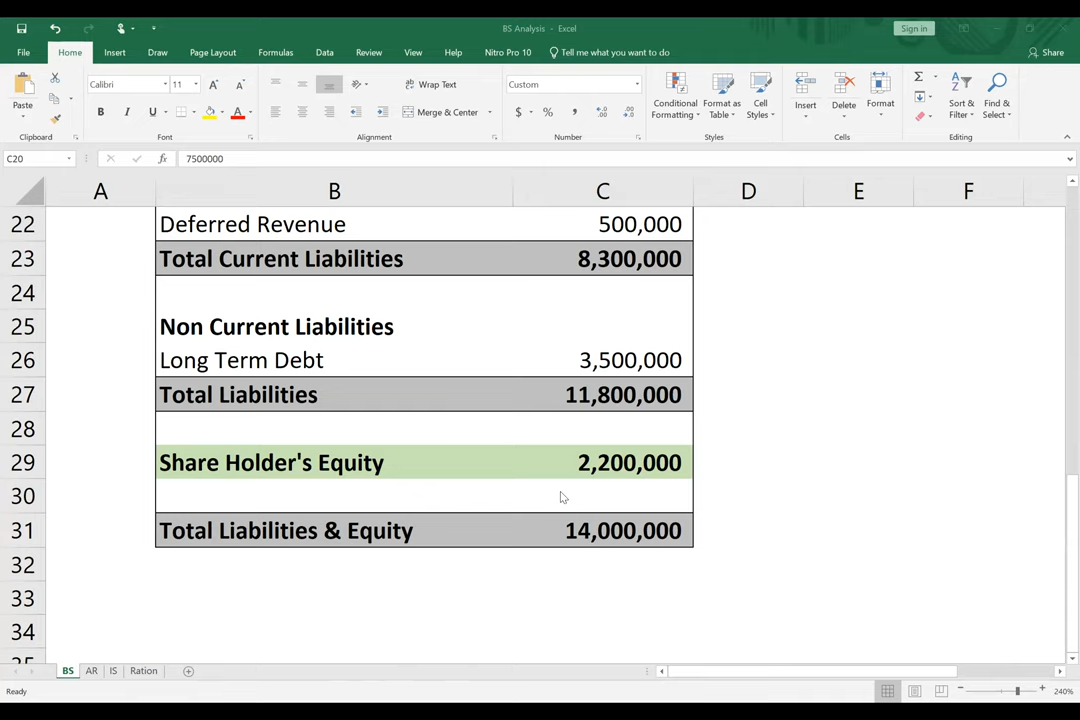 BS Analysis - Excel
Sign in
File Home Insert Draw Page Layout Formulas Data Review View Help Nitro Pro 10 Tell me what you want to do Share
Paste
Calibri 11 A A
B I U A
Wrap Text
Merge & Center
Custom
$ % ,
Conditional Formatting
Format as Table
Cell Styles
Insert
Delete
Format
Sort & Filter
Find & Select
Clipboard Font Alignment Number Styles Cells Editing
C20 fx 7500000
A B C D E F
22 Deferred Revenue 500,000
23 Total Current Liabilities 8,300,000
24
25 Non Current Liabilities
26 Long Term Debt 3,500,000
27 Total Liabilities 11,800,000
28
29 Share Holder's Equity 2,200,000
30
31 Total Liabilities & Equity 14,000,000
32
33
34
35
BS AR IS Ration
Ready 240%